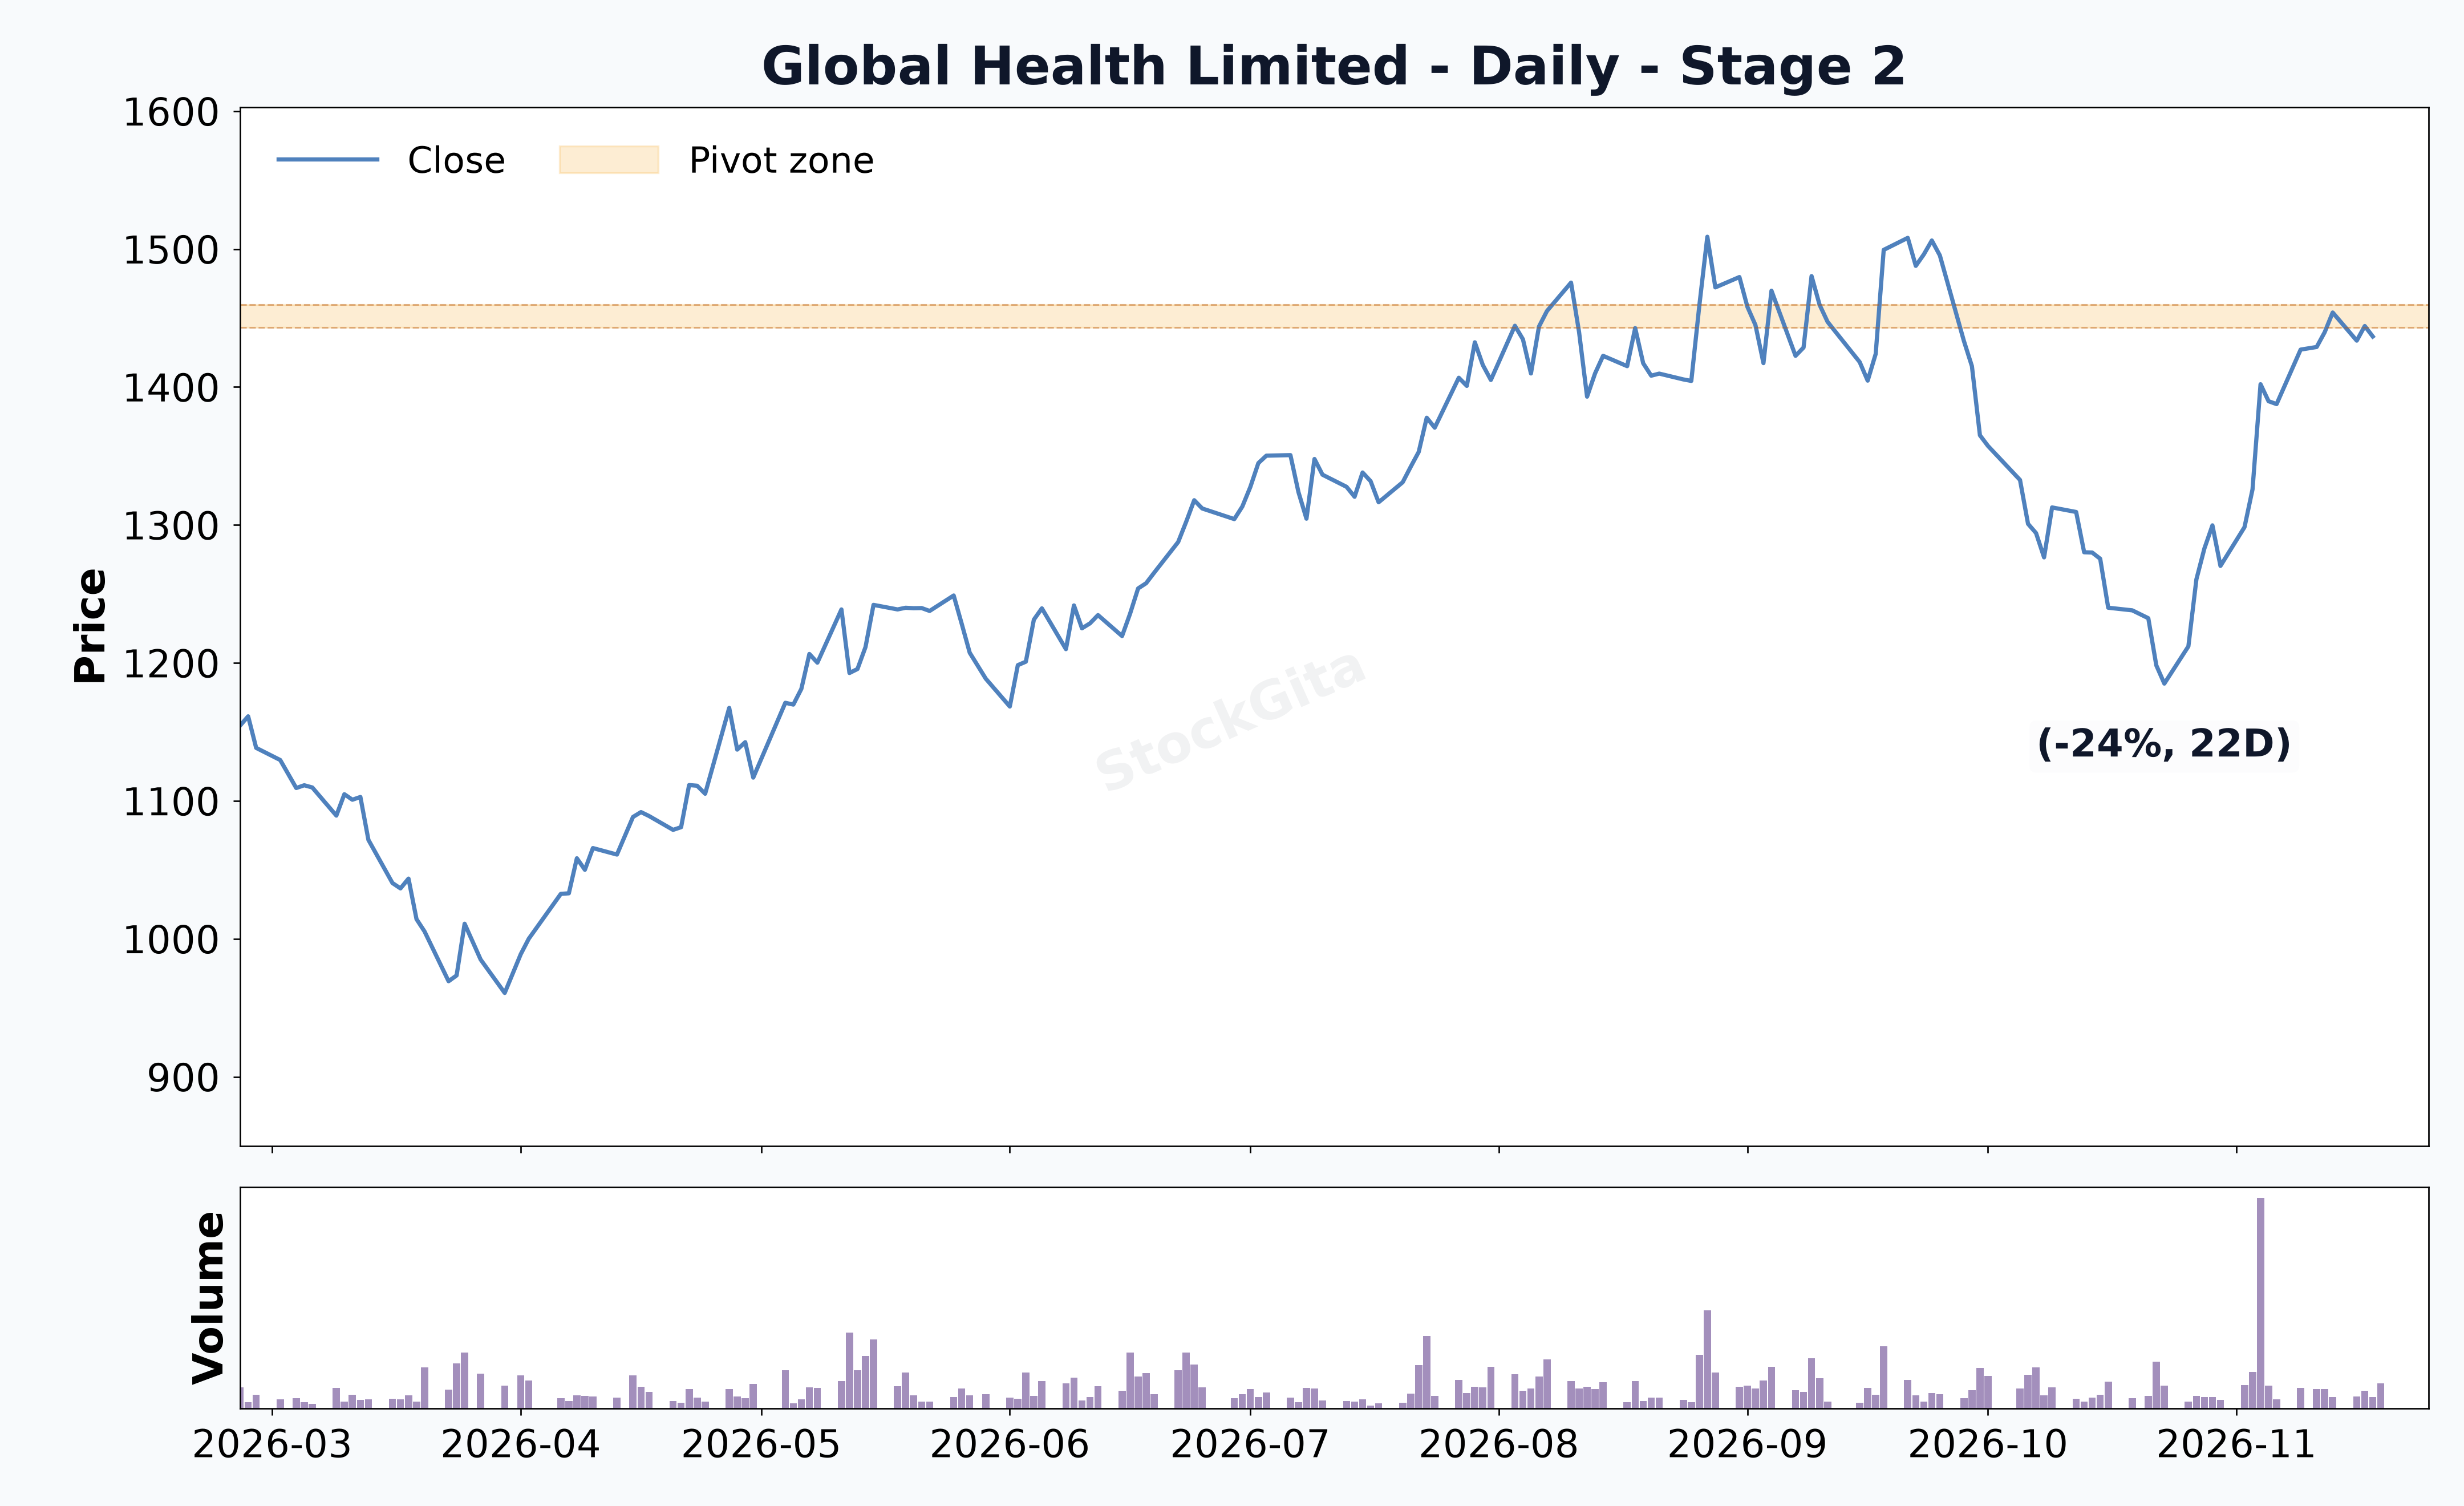 Global Health Limited - Daily - Stage 2
Close
Pivot zone
Price
1600
1500
1400
1300
1200
1100
1000
900
StockGita
(-24%, 22D)
Volume
2026-03
2026-04
2026-05
2026-06
2026-07
2026-08
2026-09
2026-10
2026-11